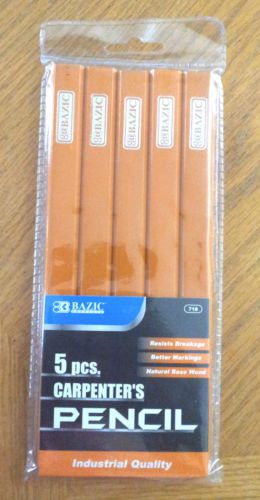 BAZIC
BAZIC
BAZIC
BAZIC
BAZIC
BAZIC
718
Resists Breakage
Better Markings
Natural Base Wood
5 pcs.
CARPENTER'S
PENCIL
Industrial Quality